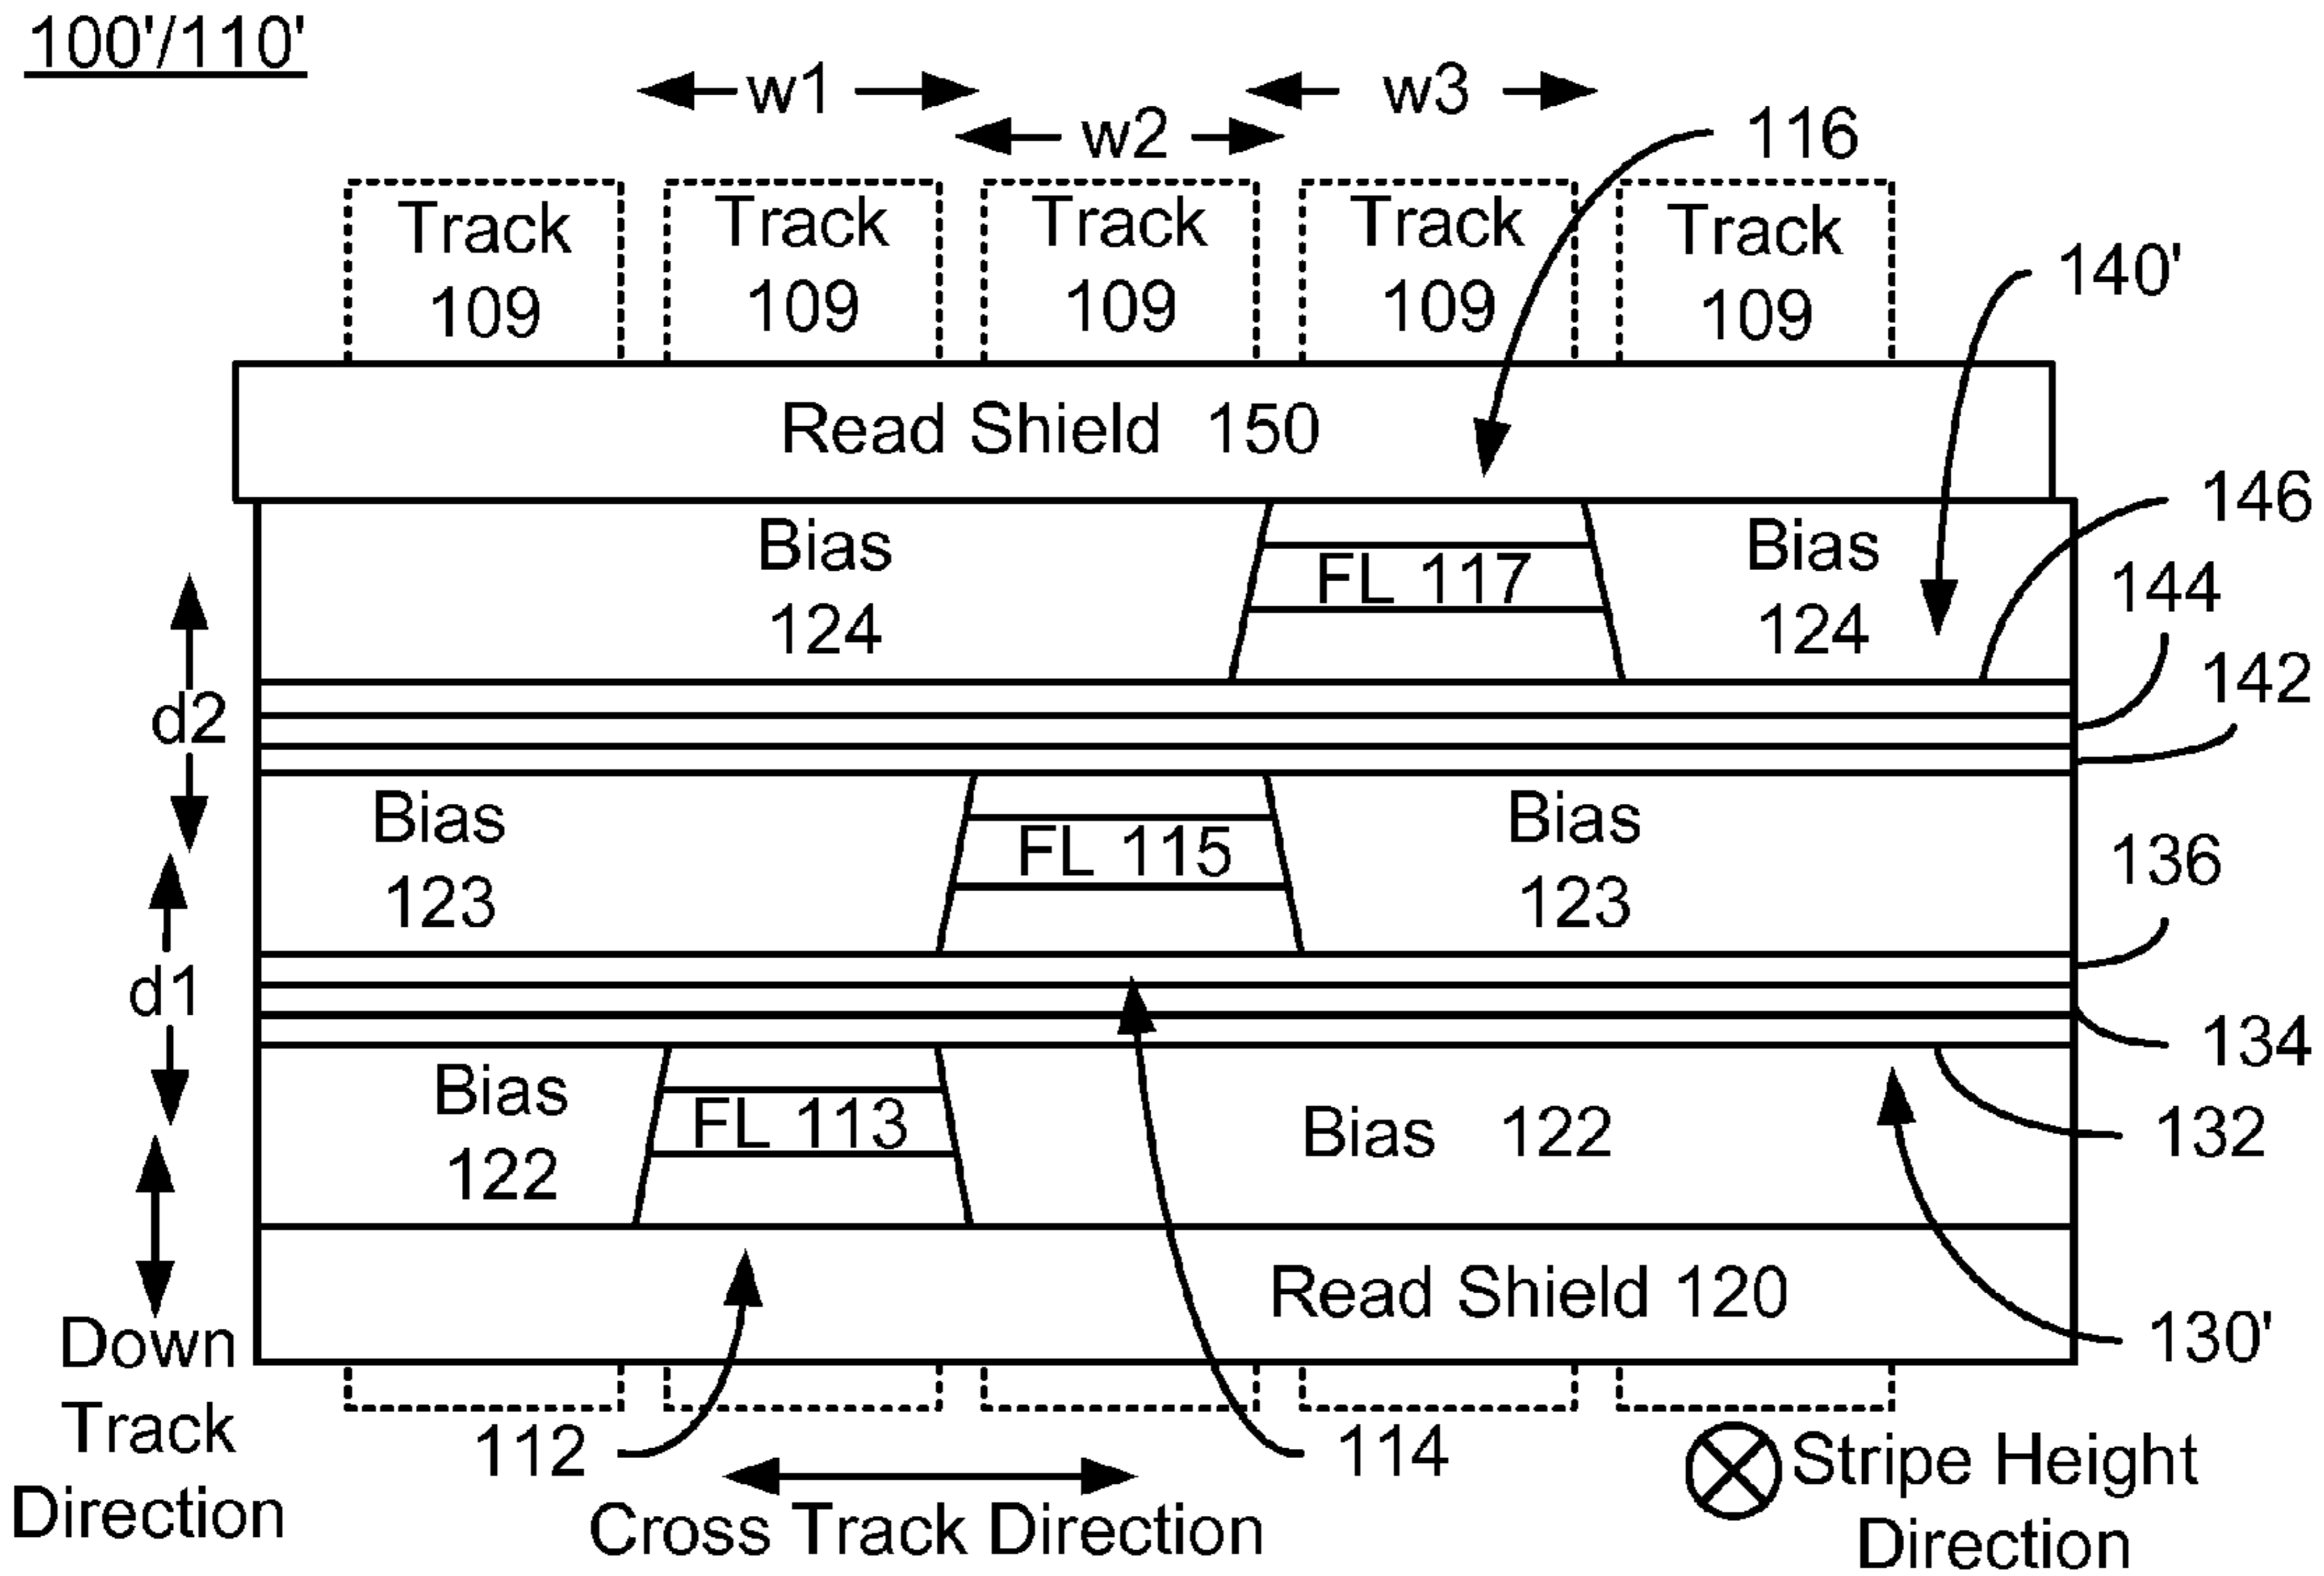 100'/110'
w1
w3
w2
116
Track
109
Track
109
Track
109
Track
109
Track
109
140'
Read Shield 150
146
Bias
124
FL 117
Bias
124
144
142
d2
Bias
123
FL 115
Bias
123
136
d1
134
Bias
122
FL 113
Bias 122
132
Read Shield 120
130'
Down
Track
Direction
112
114
Cross Track Direction
Stripe Height
Direction